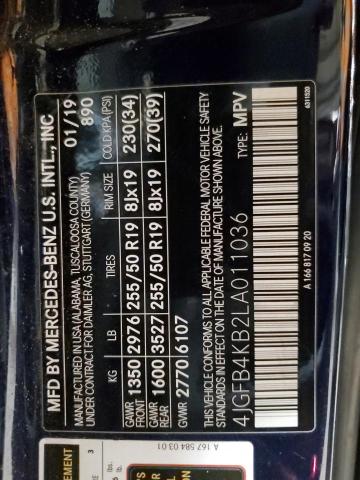 MFD BY MERCEDES-BENZ U.S. INTL., INC
MANUFACTURED IN USA (ALABAMA, TUSCALOOSA COUNTY) 01/19
UNDER CONTRACT FOR DAIMLER AG, STUTTGART (GERMANY) 890
KG LB TIRES RIM SIZE COLD KPA(PSI)
GAWR FRONT 1350 2976 255/50 R19 8Jx19 230(34)
GAWR REAR 1600 3527 255/50 R19 8Jx19 270(39)
GVWR 2770 6107
THIS VEHICLE CONFORMS TO ALL APPLICABLE FEDERAL MOTOR VEHICLE SAFETY
STANDARDS IN EFFECT ON THE DATE OF MANUFACTURE SHOWN ABOVE.
4JGFB4KB2LA011036 TYPE: MPV
A 166 817 09 20
A 167 584 03 01
3
lb.